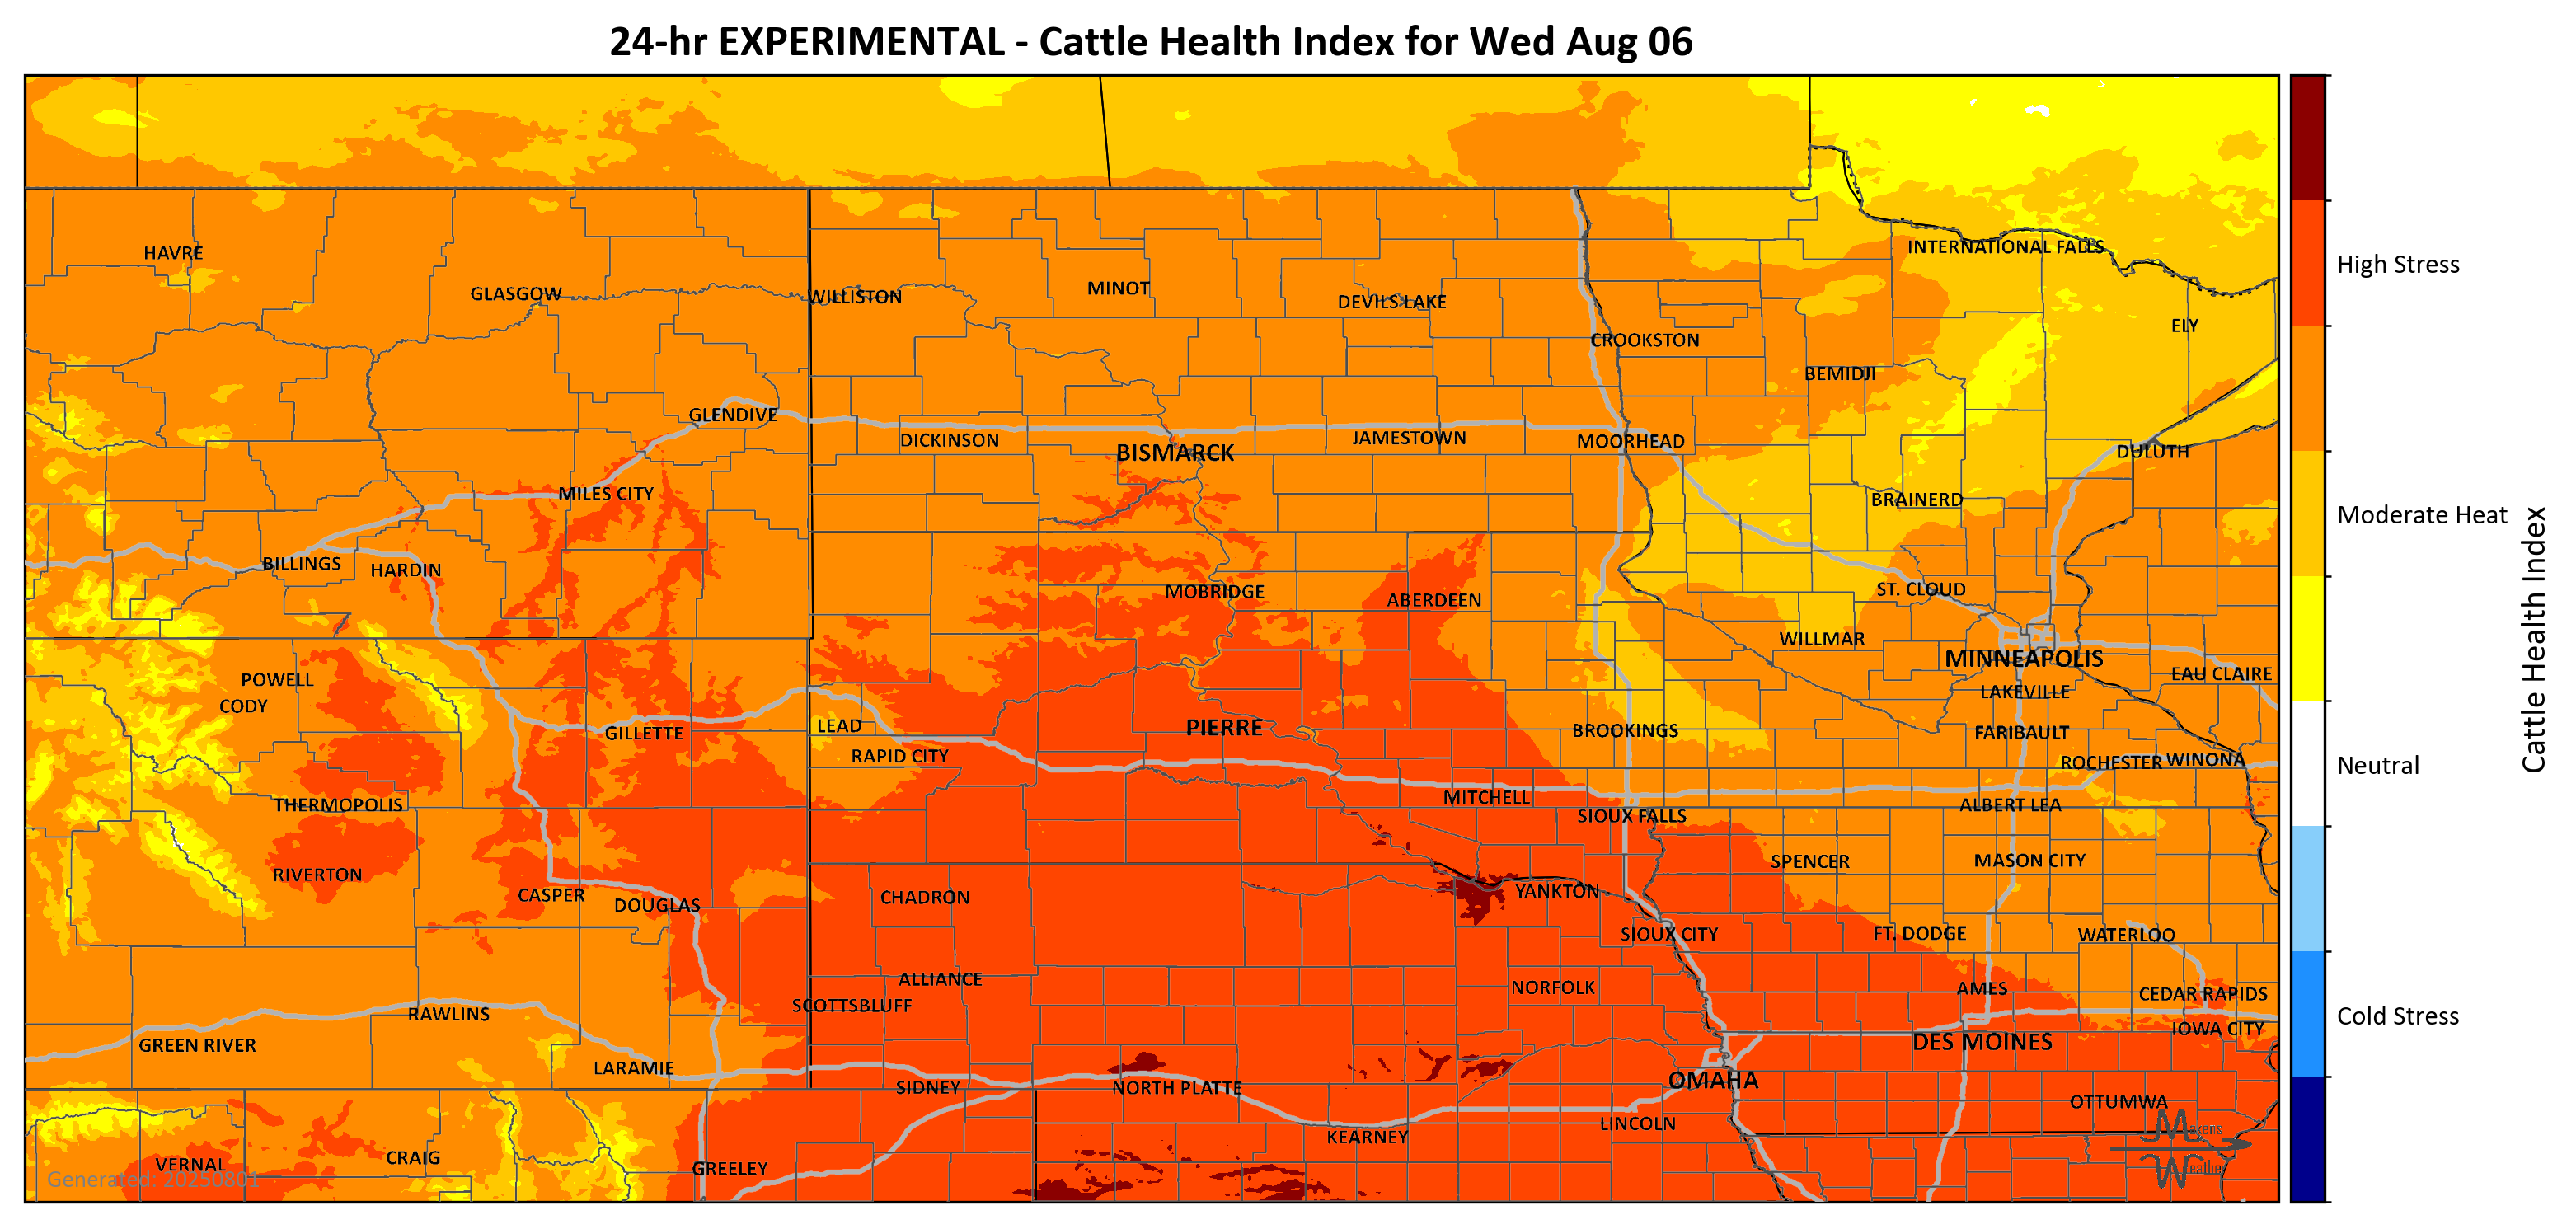 24-hr EXPERIMENTAL - Cattle Health Index for Wed Aug 06
HAVRE
GLASGOW
WILLISTON
MINOT
DEVILS LAKE
CROOKSTON
INTERNATIONAL FALLS
ELY
BEMIDJI
GLENDIVE
DICKINSON
BISMARCK
JAMESTOWN
MOORHEAD
DULUTH
MILES CITY
BRAINERD
BILLINGS
HARDIN
MOBRIDGE
ABERDEEN
ST. CLOUD
WILLMAR
MINNEAPOLIS
EAU CLAIRE
POWELL
CODY
LAKEVILLE
GILLETTE
LEAD
PIERRE
BROOKINGS
FARIBAULT
RAPID CITY
ROCHESTER
WINONA
THERMOPOLIS
MITCHELL
SIOUX FALLS
ALBERT LEA
RIVERTON
SPENCER
MASON CITY
CASPER
DOUGLAS
CHADRON
YANKTON
SIOUX CITY
FT. DODGE
WATERLOO
ALLIANCE
NORFOLK
AMES
CEDAR RAPIDS
SCOTTSBLUFF
RAWLINS
IOWA CITY
GREEN RIVER
DES MOINES
LARAMIE
SIDNEY
NORTH PLATTE
OMAHA
OTTUMWA
LINCOLN
KEARNEY
VERNAL
CRAIG
GREELEY
Generated: 20250801
Makens
Weather
High Stress
Moderate Heat
Neutral
Cold Stress
Cattle Health Index